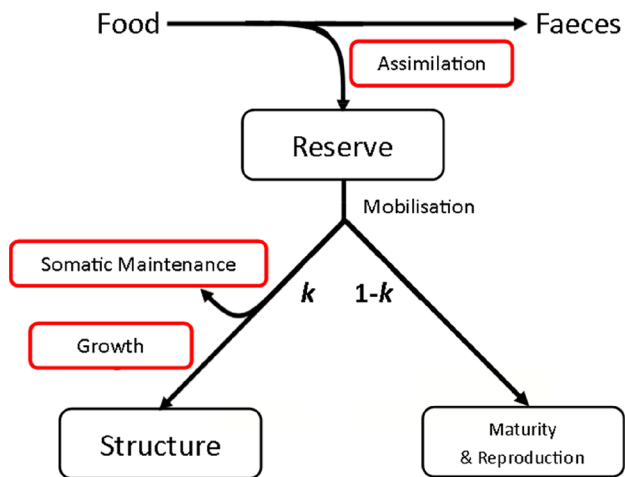 Food
Faeces
Assimilation
Reserve
Mobilisation
Somatic Maintenance
k
1-k
Growth
Structure
Maturity
& Reproduction